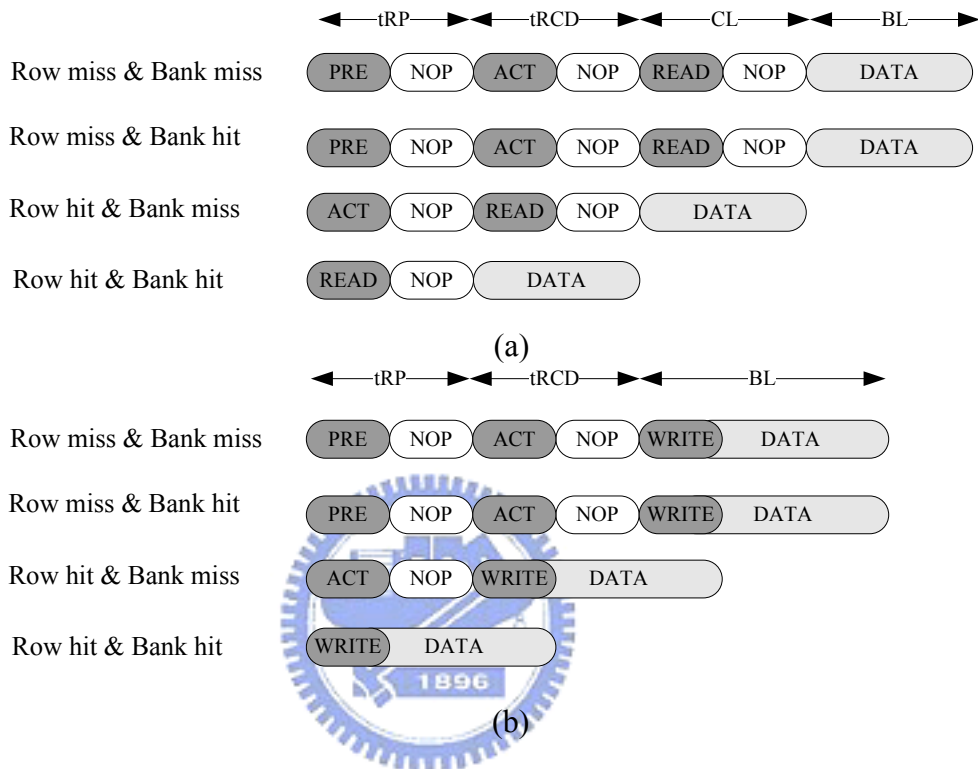 tRP tRCD CL BL
Row miss & Bank miss PRE NOP ACT NOP READ NOP DATA
Row miss & Bank hit PRE NOP ACT NOP READ NOP DATA
Row hit & Bank miss ACT NOP READ NOP DATA
Row hit & Bank hit READ NOP DATA
(a)
tRP tRCD BL
Row miss & Bank miss PRE NOP ACT NOP WRITE DATA
Row miss & Bank hit PRE NOP ACT NOP WRITE DATA
Row hit & Bank miss ACT NOP WRITE DATA
Row hit & Bank hit WRITE DATA
1896
(b)